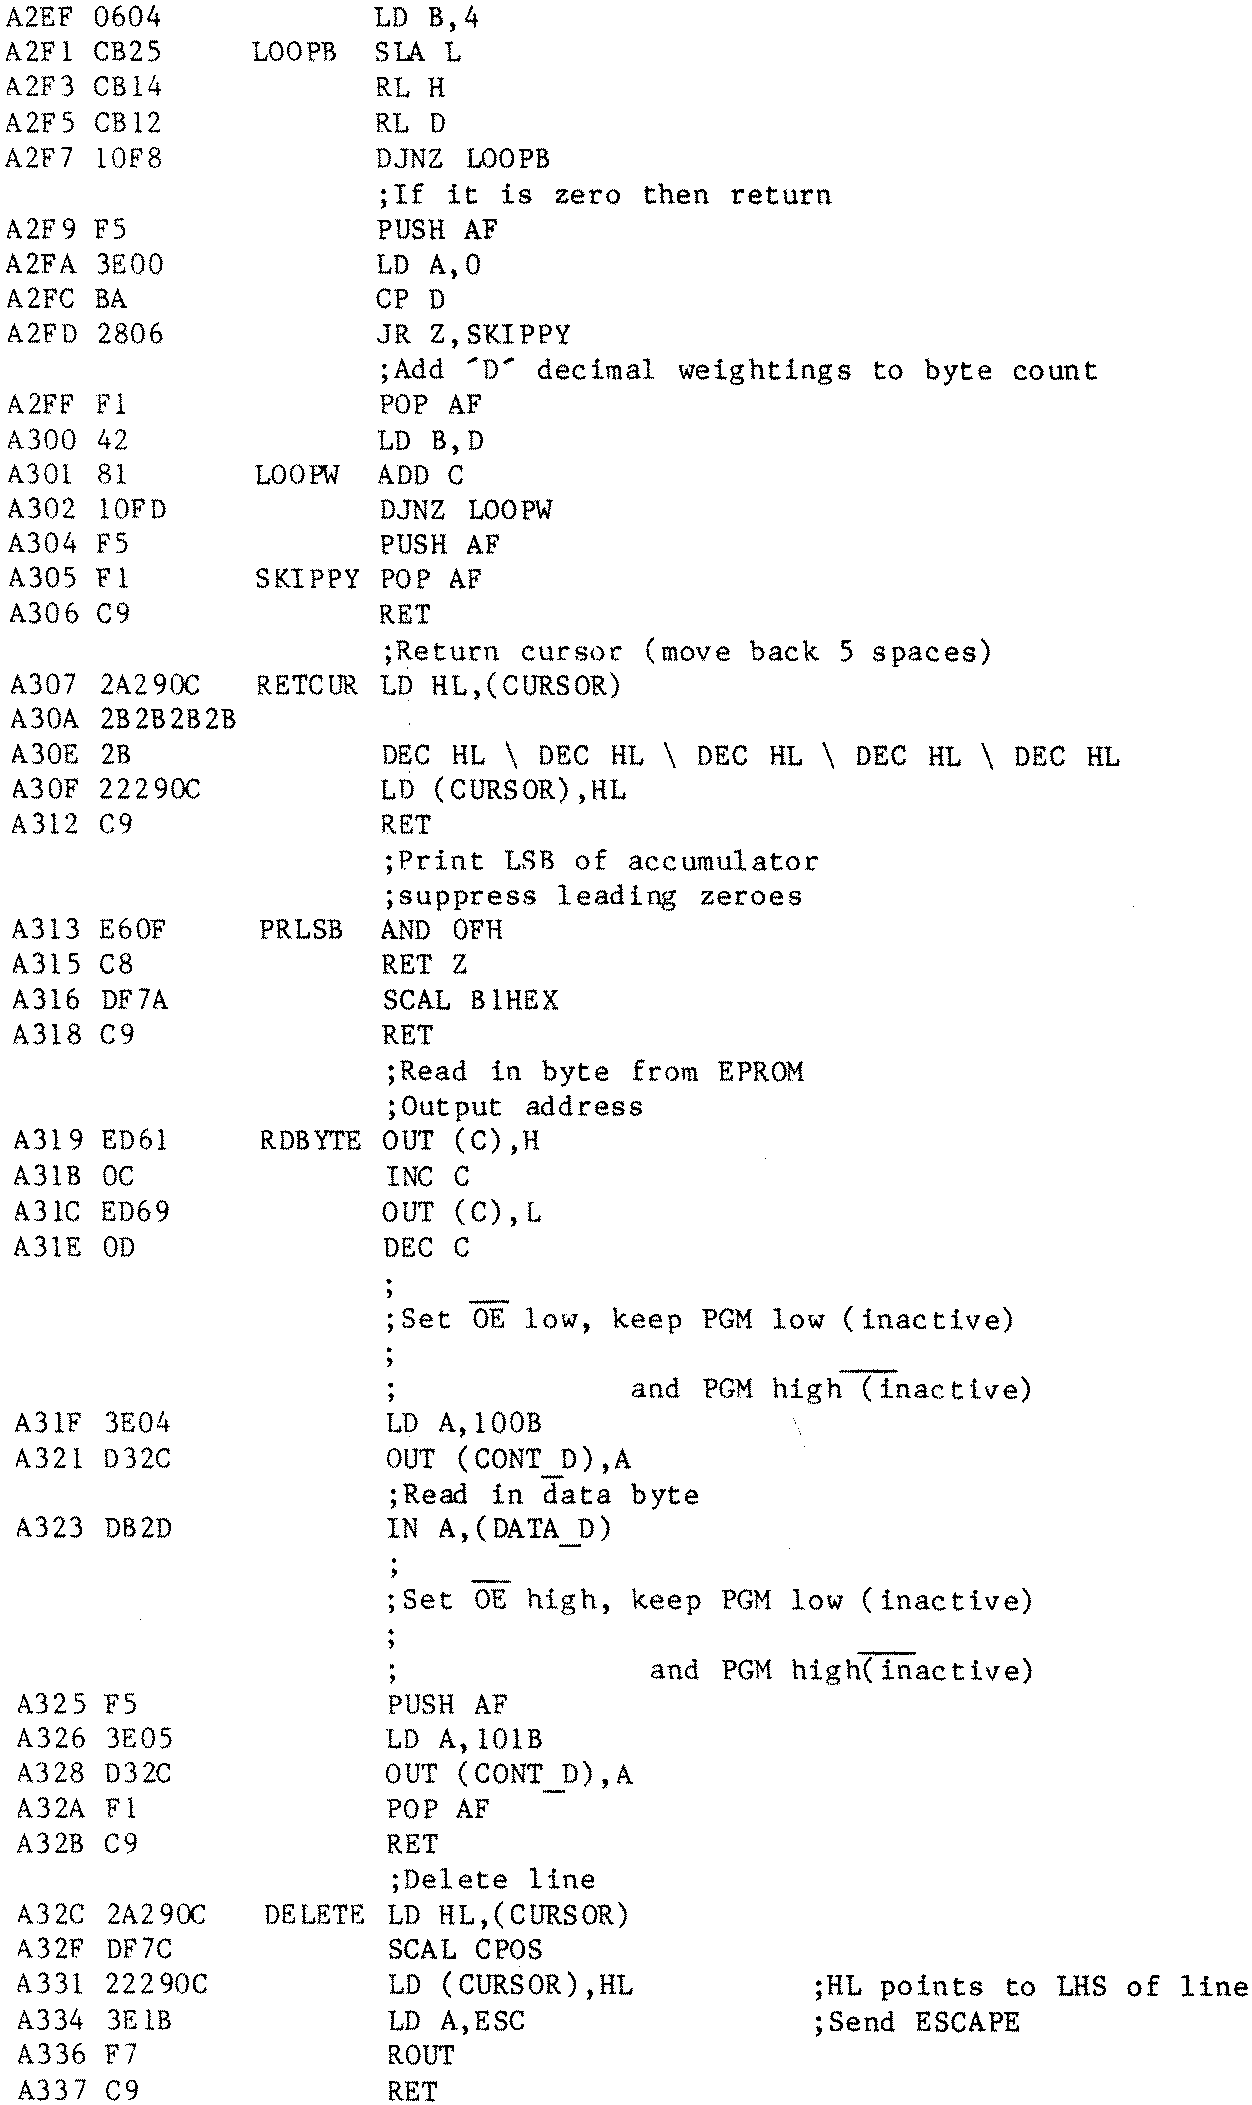 A2EF 0604 LD B,4
A2F1 CB25 LOOPB SLA L
A2F3 CB14 RL H
A2F5 CB12 RL D
A2F7 10F8 DJNZ LOOPB
;If it is zero then return
A2F9 F5 PUSH AF
A2FA 3E00 LD A,0
A2FC BA CP D
A2FD 2806 JR Z,SKIPPY
;Add ´D´ decimal weightings to byte count
A2FF F1 POP AF
A300 42 LD B,D
A301 81 LOOPW ADD C
A302 10FD DJNZ LOOPW
A304 F5 PUSH AF
A305 F1 SKIPPY POP AF
A306 C9 RET
;Return cursor (move back 5 spaces)
A307 2A290C RETCUR LD HL,(CURSOR)
A30A 2B2B2B2B
A30E 2B DEC HL \ DEC HL \ DEC HL \ DEC HL \ DEC HL
A30F 22290C LD (CURSOR),HL
A312 C9 RET
;Print LSB of accumulator
;suppress leading zeroes
A313 E60F PRLSB AND 0FH
A315 C8 RET Z
A316 DF7A SCAL B1HEX
A318 C9 RET
;Read in byte from EPROM
;Output address
A319 ED61 RDBYTE OUT (C),H
A31B 0C INC C
A31C ED69 OUT (C),L
A31E 0D DEC C
;
;Set O̅E̅ low, keep PGM low (inactive)
;
; and PGM high (inactive)
A31F 3E04 LD A,100B
A321 D32C OUT (CONT_D),A
;Read in data byte
A323 DB2D IN A,(DATA_D)
;
;Set O̅E̅ high, keep PGM low (inactive)
;
; and PGM high(inactive)
A325 F5 PUSH AF
A326 3E05 LD A,101B
A328 D32C OUT (CONT_D),A
A32A F1 POP AF
A32B C9 RET
;Delete line
A32C 2A290C DELETE LD HL,(CURSOR)
A32F DF7C SCAL CPOS
A331 22290C LD (CURSOR),HL ;HL points to LHS of line
A334 3E1B LD A,ESC ;Send ESCAPE
A336 F7 ROUT
A337 C9 RET